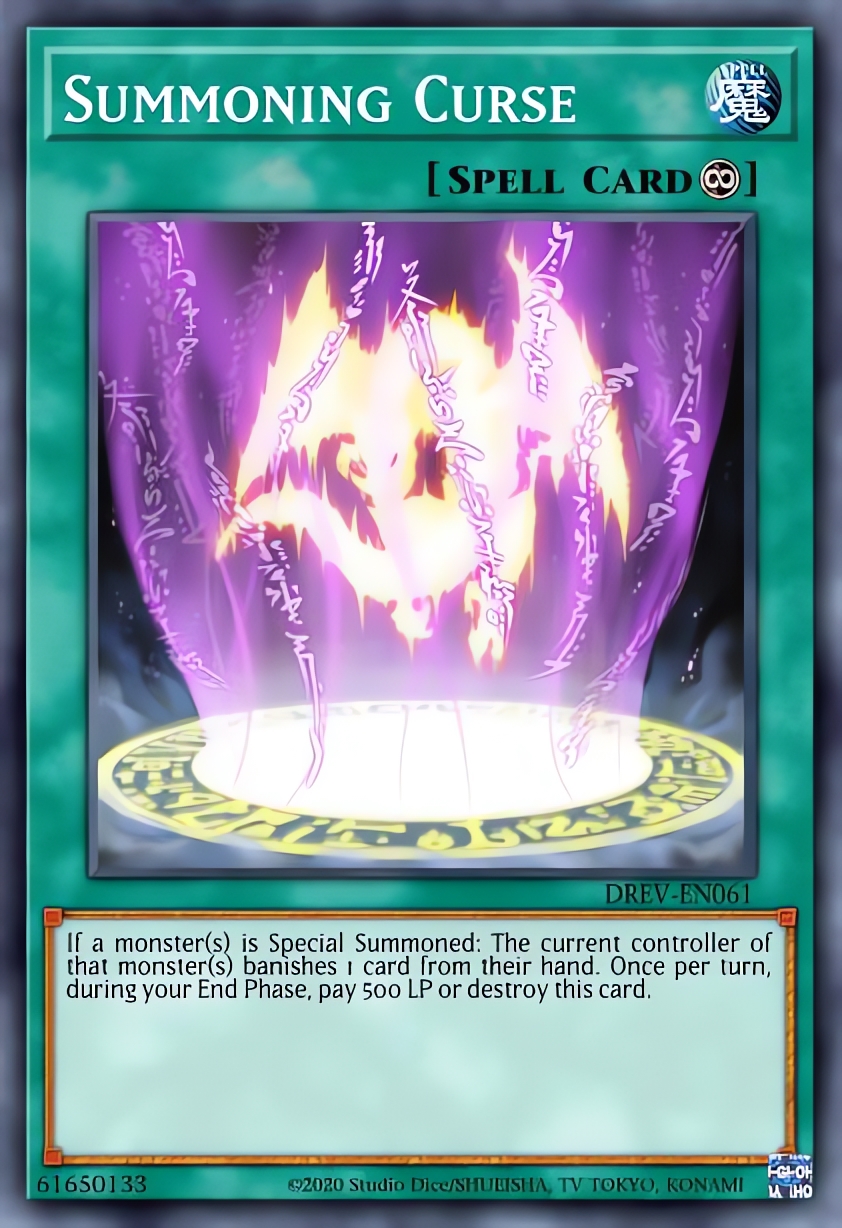 SUMMONING CURSE
魔
[SPELL CARD∞]
DREV-EN061
If a monster(s) is Special Summoned: The current controller of
that monster(s) banishes 1 card from their hand. Once per turn,
during your End Phase, pay 500 LP or destroy this card.
61650133
©2020 Studio Dice/SHUEISHA, TV TOKYO, KONAMI